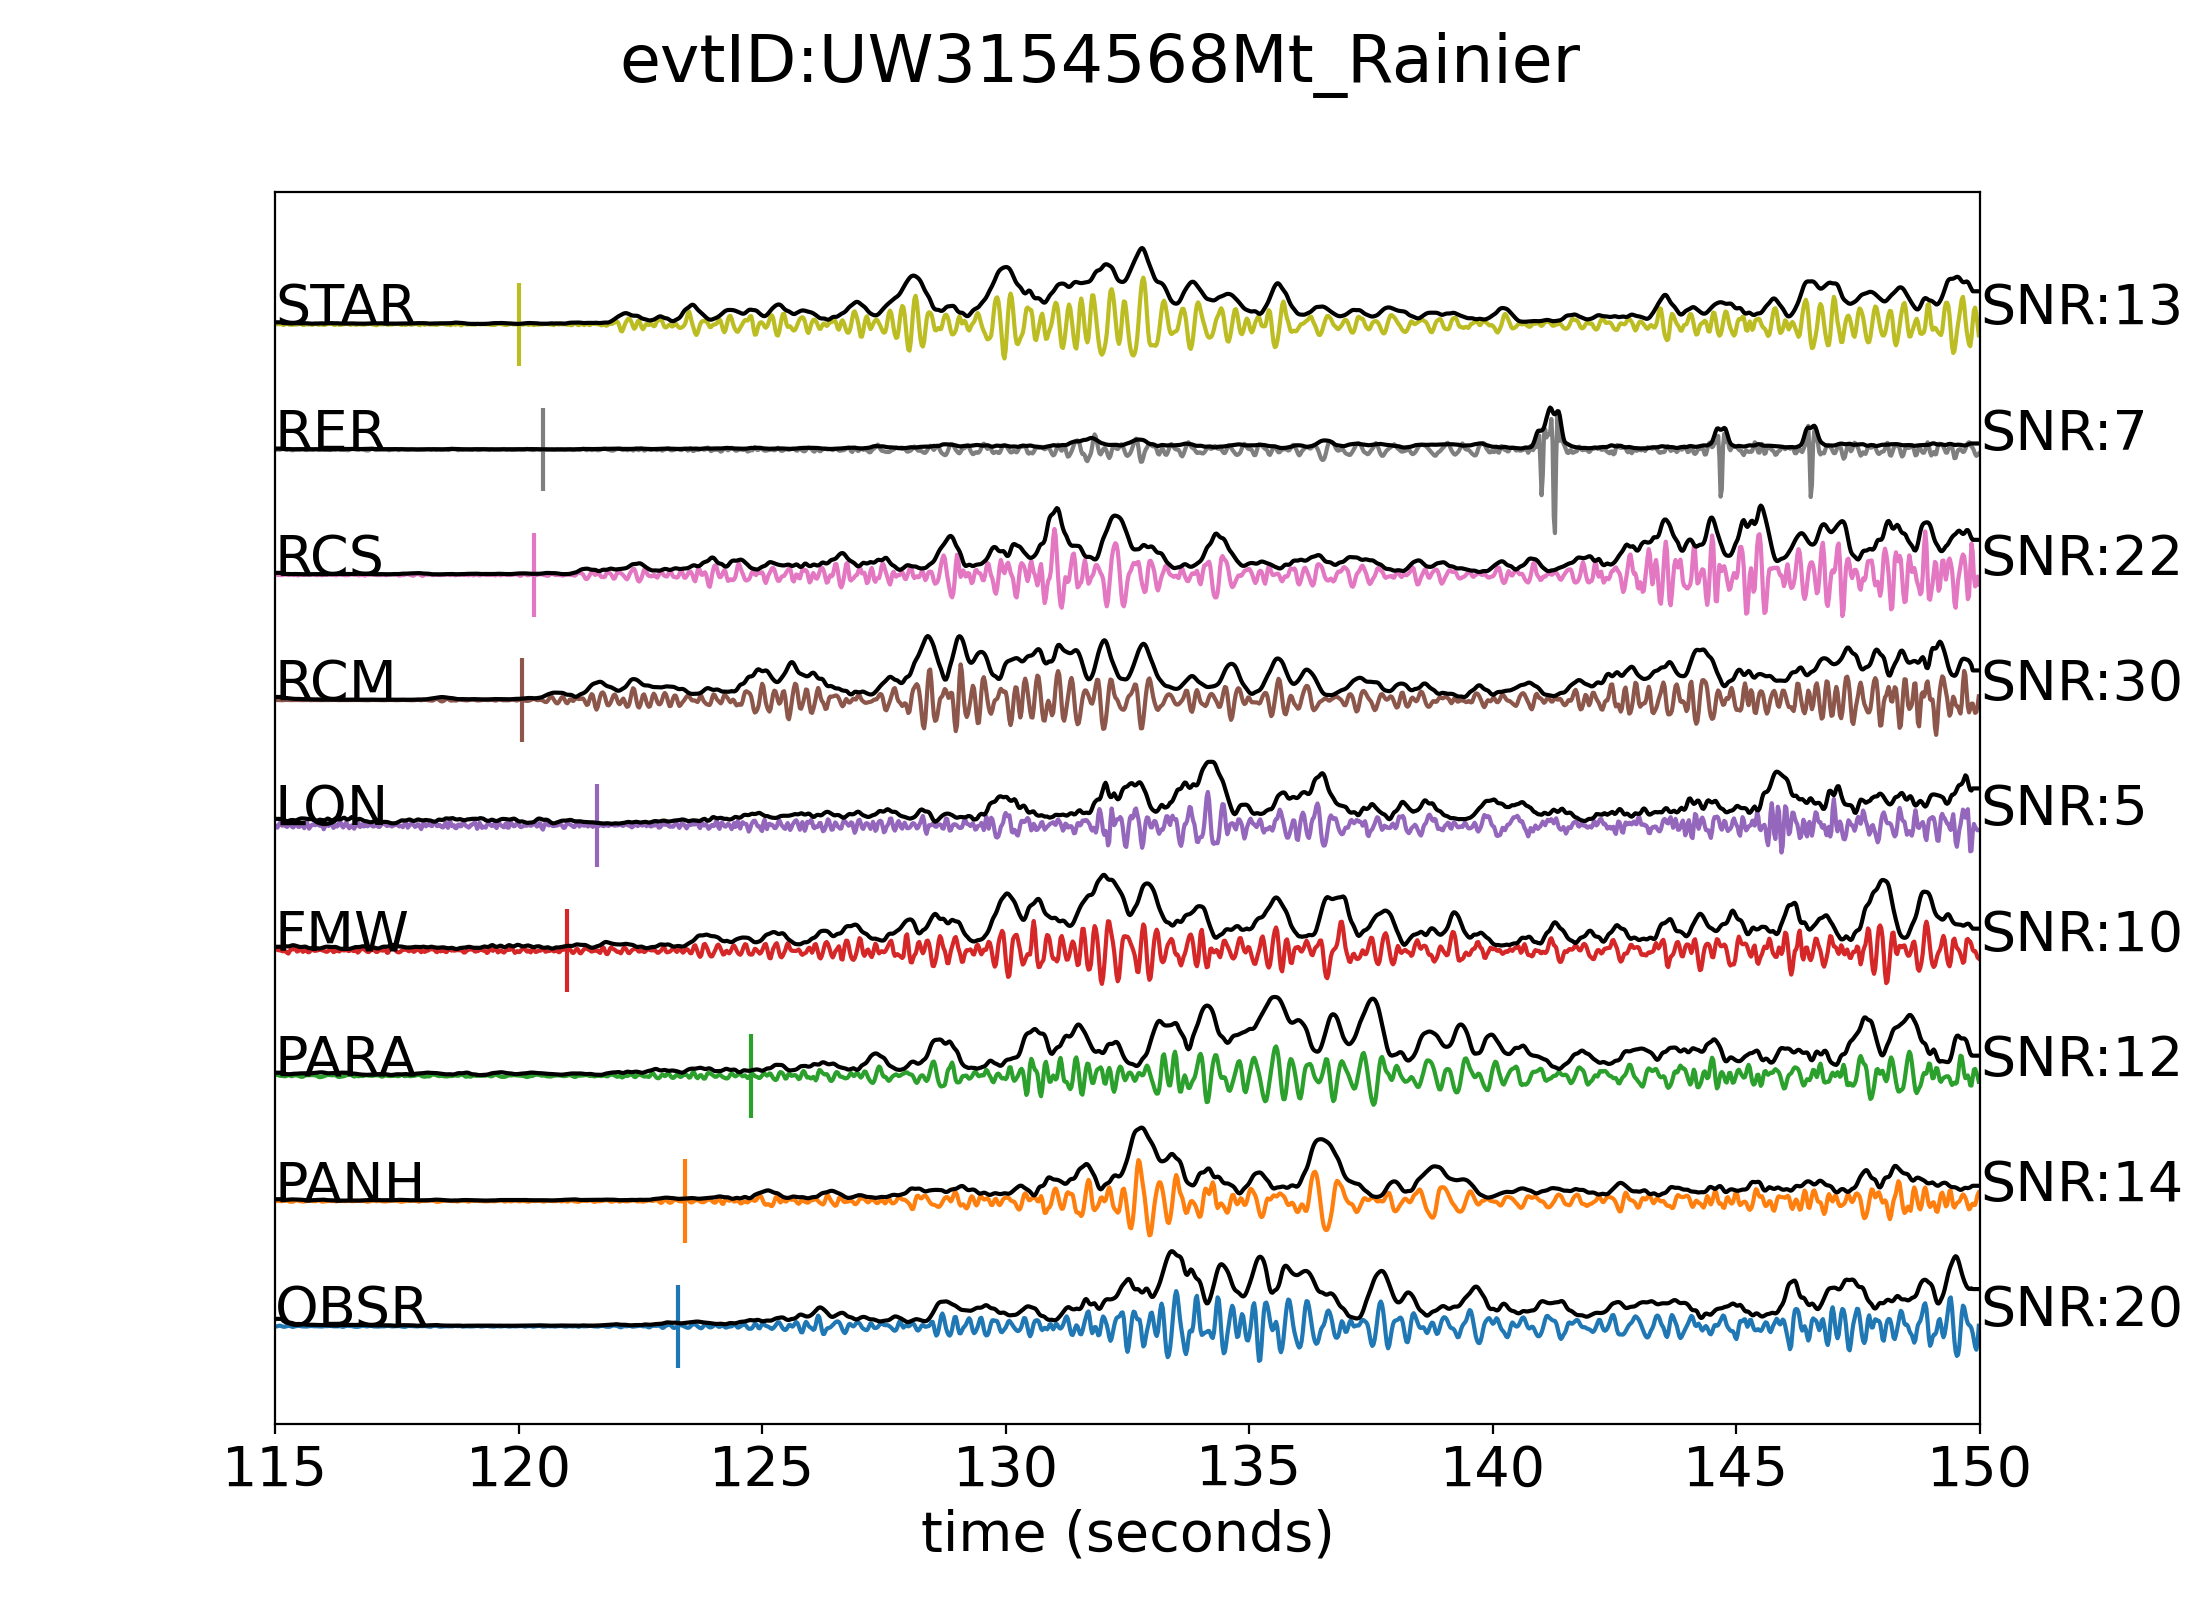 evtID:UW3154568Mt_Rainier
STAR SNR:13
RER SNR:7
RCS SNR:22
RCM SNR:30
LON SNR:5
FMW SNR:10
PARA SNR:12
PANH SNR:14
OBSR SNR:20
115 120 125 130 135 140 145 150
time (seconds)